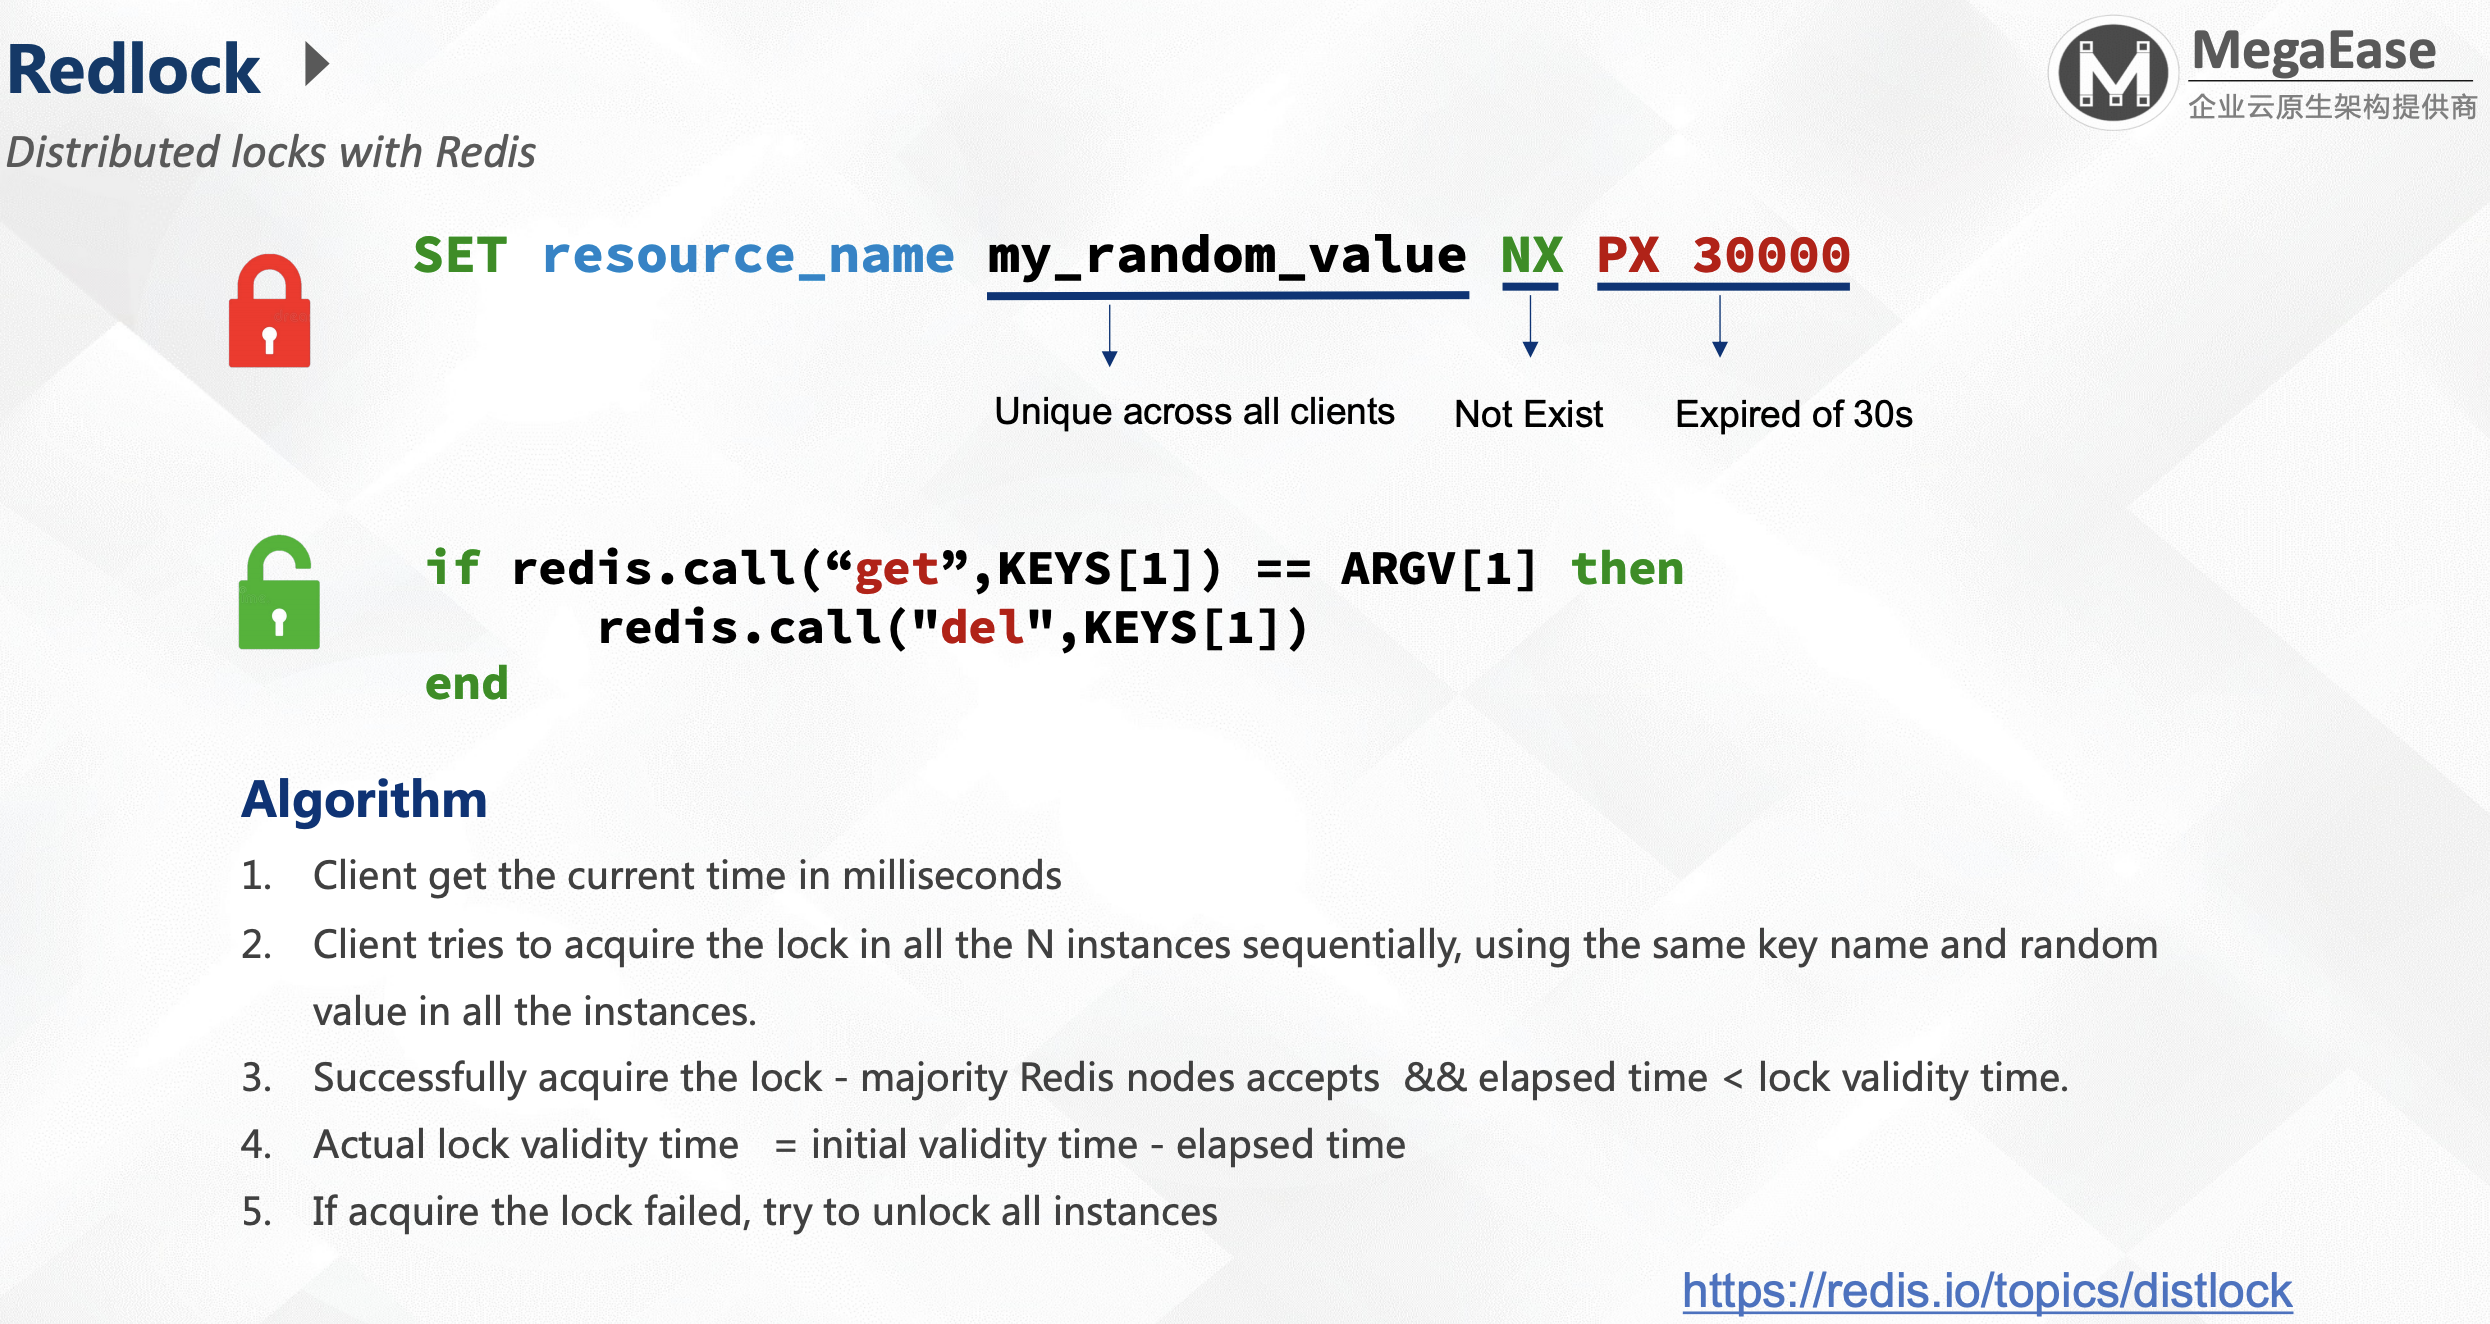 Redlock
MegaEase
企业云原生架构提供商
Distributed locks with Redis
SET resource_name my_random_value NX PX 30000
Unique across all clients Not Exist Expired of 30s
if redis.call(“get”,KEYS[1]) == ARGV[1] then
redis.call("del",KEYS[1])
end
Algorithm
1. Client get the current time in milliseconds
2. Client tries to acquire the lock in all the N instances sequentially, using the same key name and random
value in all the instances.
3. Successfully acquire the lock - majority Redis nodes accepts && elapsed time < lock validity time.
4. Actual lock validity time = initial validity time - elapsed time
5. If acquire the lock failed, try to unlock all instances
https://redis.io/topics/distlock